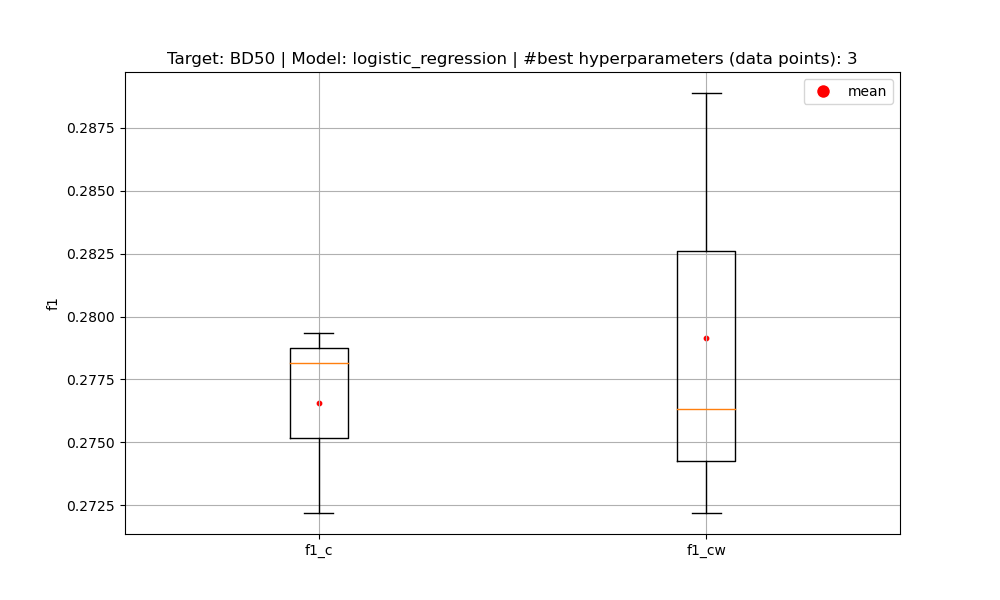 Target: BD50 | Model: logistic_regression | #best hyperparameters (data points): 3
mean
0.2875
0.2850
0.2825
0.2800
0.2775
0.2750
0.2725
f1
f1_c
f1_cw